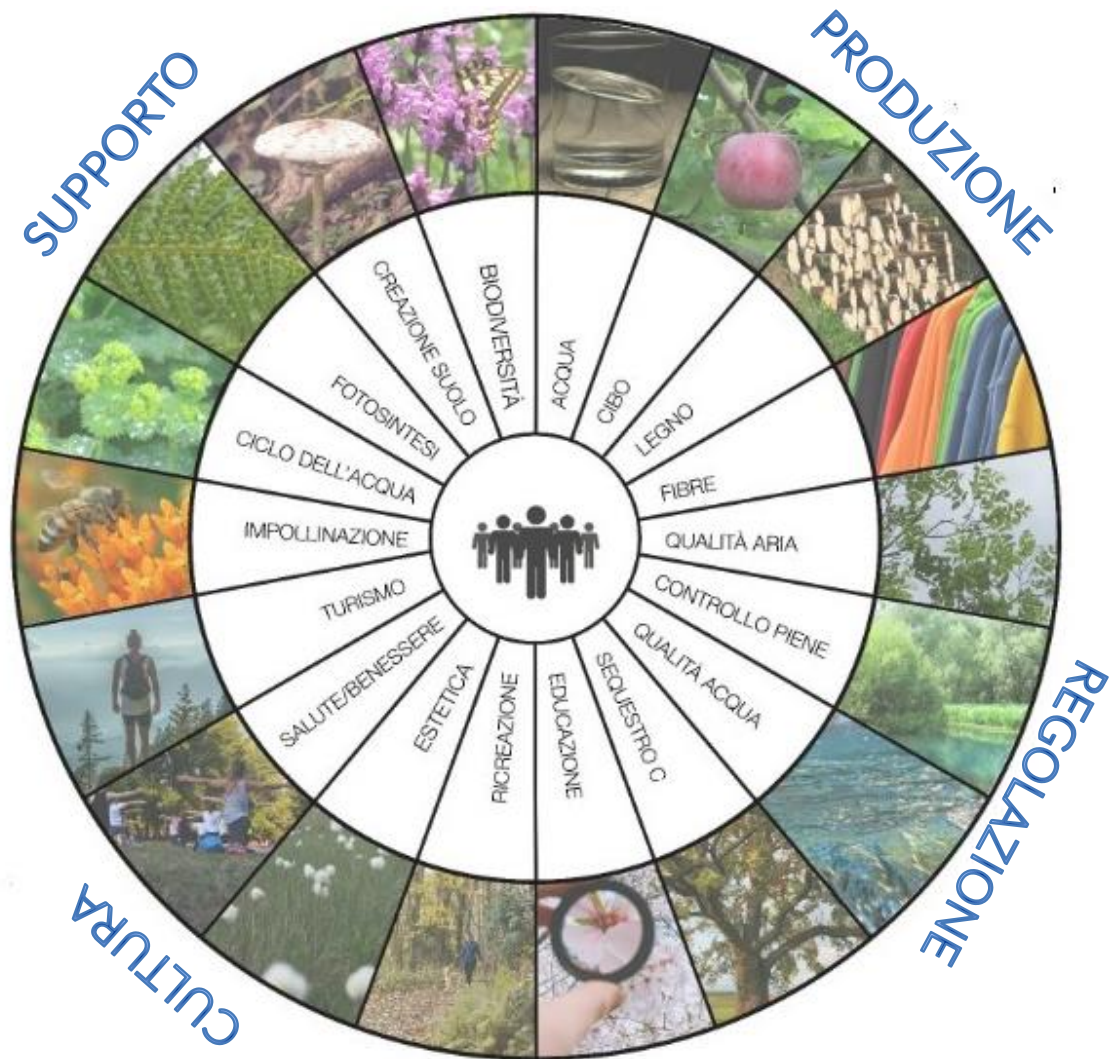 SUPPORTO
PRODUZIONE
REGOLAZIONE
CULTURA
ACQUA
CIBO
LEGNO
FIBRE
QUALITÀ ARIA
CONTROLLO PIENE
QUALITÀ ACQUA
SEQUESTRO C
EDUCAZIONE
RICREAZIONE
ESTETICA
SALUTE/BENESSERE
TURISMO
IMPOLLINAZIONE
CICLO DELL'ACQUA
FOTOSINTESI
CREAZIONE SUOLO
BIODIVERSITÀ